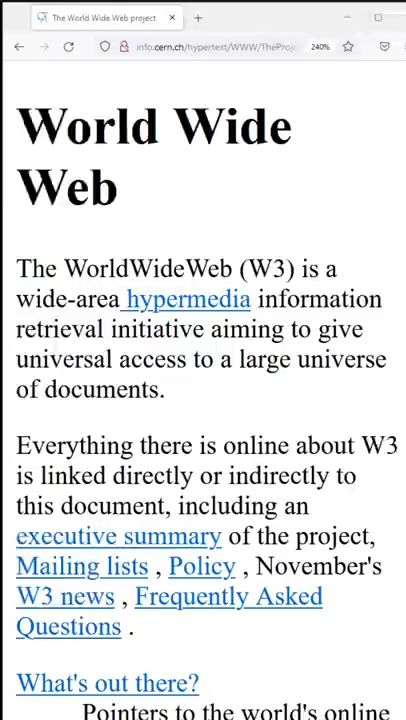 The World Wide Web project
info.cern.ch/hypertext/WWW/TheProj
240%
World Wide
Web
The WorldWideWeb (W3) is a
wide-area hypermedia information
retrieval initiative aiming to give
universal access to a large universe
of documents.
Everything there is online about W3
is linked directly or indirectly to
this document, including an
executive summary of the project,
Mailing lists , Policy , November's
W3 news , Frequently Asked
Questions .
What's out there?
Pointers to the world's online